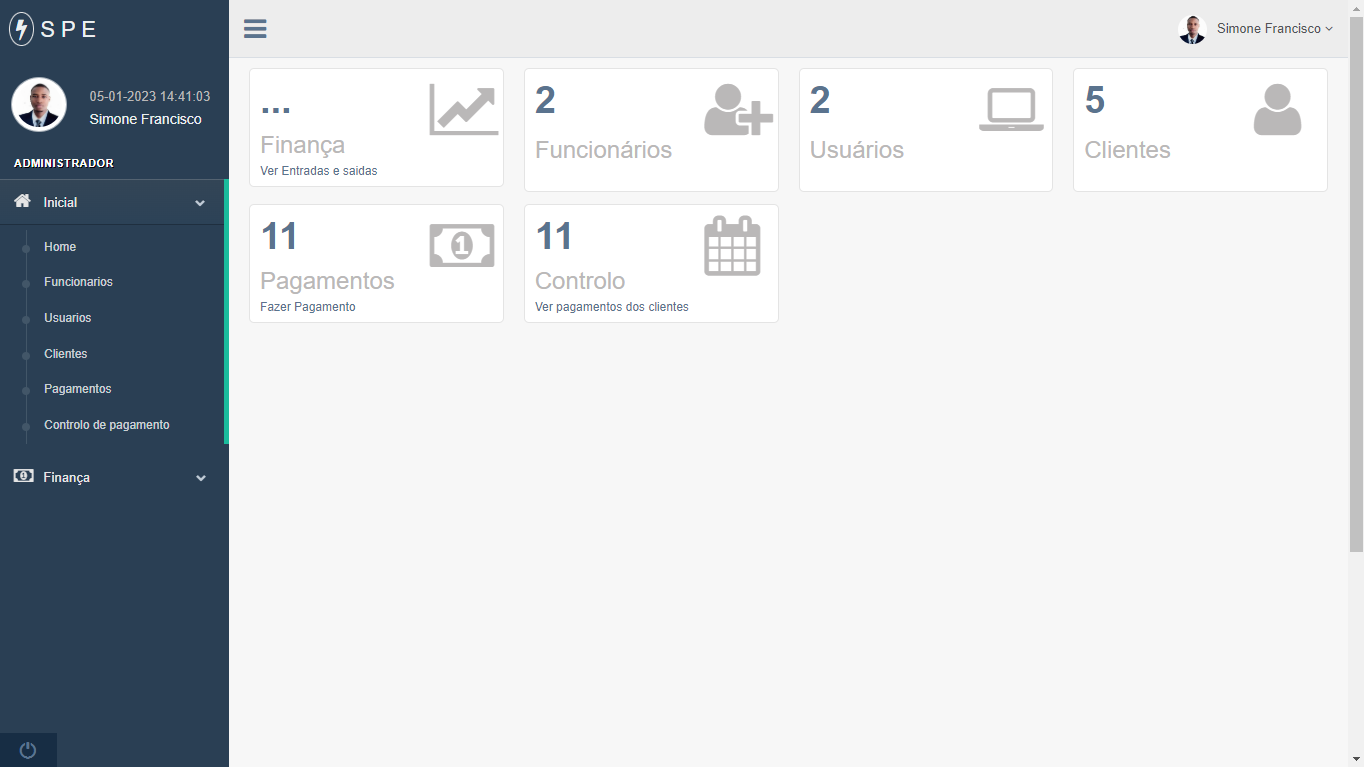 SPE
05-01-2023 14:41:03
Simone Francisco
ADMINISTRADOR
Inicial
Home
Funcionarios
Usuarios
Clientes
Pagamentos
Controlo de pagamento
Finança
Simone Francisco
...
Finança
Ver Entradas e saidas
2
Funcionários
2
Usuários
5
Clientes
11
Pagamentos
Fazer Pagamento
11
Controlo
Ver pagamentos dos clientes